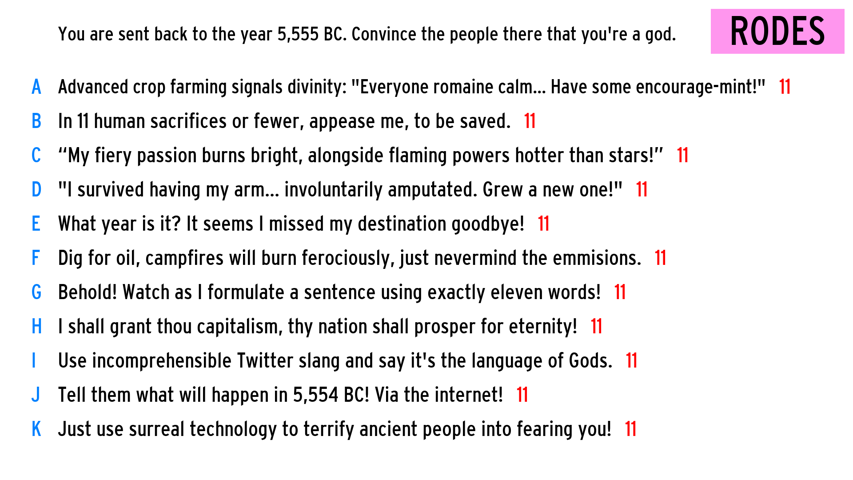 You are sent back to the year 5,555 BC. Convince the people there that you're a god.
RODES
A Advanced crop farming signals divinity: "Everyone romaine calm... Have some encourage-mint!" 11
B In 11 human sacrifices or fewer, appease me, to be saved. 11
C “My fiery passion burns bright, alongside flaming powers hotter than stars!” 11
D "I survived having my arm... involuntarily amputated. Grew a new one!" 11
E What year is it? It seems I missed my destination goodbye! 11
F Dig for oil, campfires will burn ferociously, just nevermind the emmisions. 11
G Behold! Watch as I formulate a sentence using exactly eleven words! 11
H I shall grant thou capitalism, thy nation shall prosper for eternity! 11
I Use incomprehensible Twitter slang and say it's the language of Gods. 11
J Tell them what will happen in 5,554 BC! Via the internet! 11
K Just use surreal technology to terrify ancient people into fearing you! 11